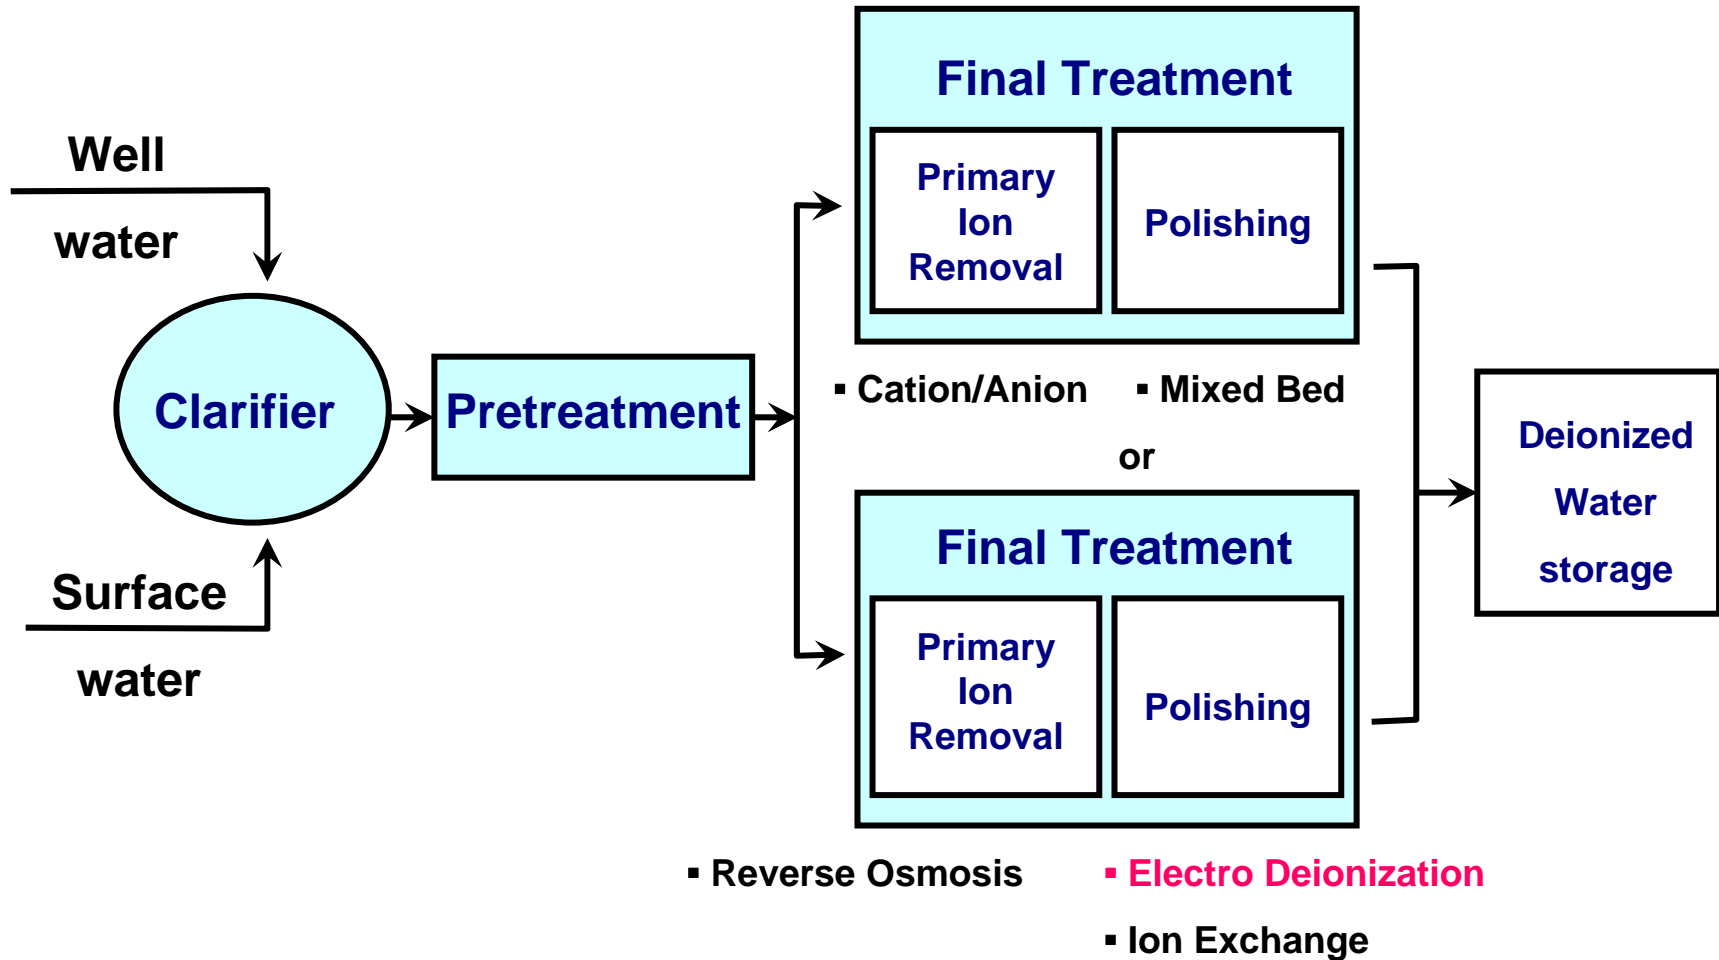 Well
water
Clarifier
Surface
water
Pretreatment
Final Treatment
Primary
Ion
Removal
Polishing
▪ Cation/Anion
▪ Mixed Bed
or
Final Treatment
Primary
Ion
Removal
Polishing
▪ Reverse Osmosis
▪ Electro Deionization
▪ Ion Exchange
Deionized
Water
storage